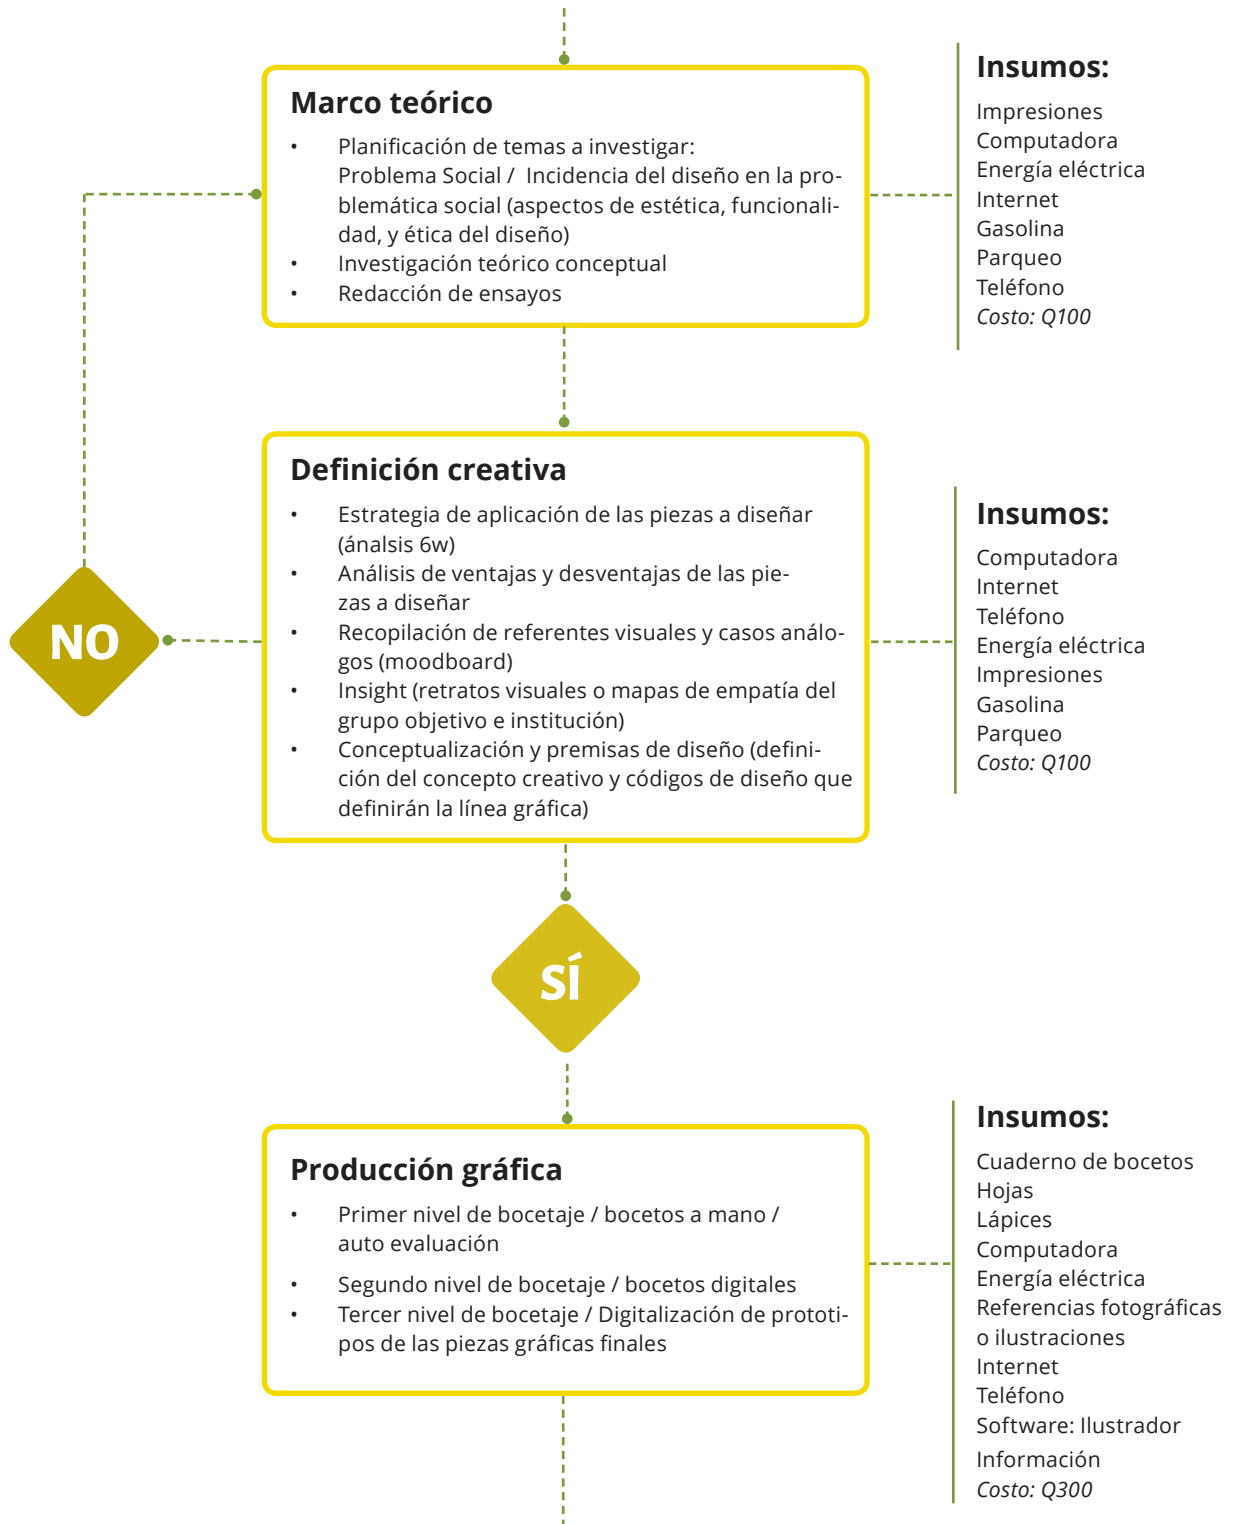 Marco teórico
• Planificación de temas a investigar:
Problema Social / Incidencia del diseño en la pro-
blemática social (aspectos de estética, funcionali-
dad, y ética del diseño)
• Investigación teórico conceptual
• Redacción de ensayos
Insumos:
Impresiones
Computadora
Energía eléctrica
Internet
Gasolina
Parqueo
Teléfono
Costo: Q100
Definición creativa
• Estrategia de aplicación de las piezas a diseñar
(ánalsis 6w)
• Análisis de ventajas y desventajas de las pie-
zas a diseñar
• Recopilación de referentes visuales y casos análo-
gos (moodboard)
• Insight (retratos visuales o mapas de empatía del
grupo objetivo e institución)
• Conceptualización y premisas de diseño (defini-
ción del concepto creativo y códigos de diseño que
definirán la línea gráfica)
Insumos:
Computadora
Internet
Teléfono
Energía eléctrica
Impresiones
Gasolina
Parqueo
Costo: Q100
NO
SÍ
Producción gráfica
• Primer nivel de bocetaje / bocetos a mano /
auto evaluación
• Segundo nivel de bocetaje / bocetos digitales
• Tercer nivel de bocetaje / Digitalización de prototi-
pos de las piezas gráficas finales
Insumos:
Cuaderno de bocetos
Hojas
Lápices
Computadora
Energía eléctrica
Referencias fotográficas
o ilustraciones
Internet
Teléfono
Software: Ilustrador
Información
Costo: Q300